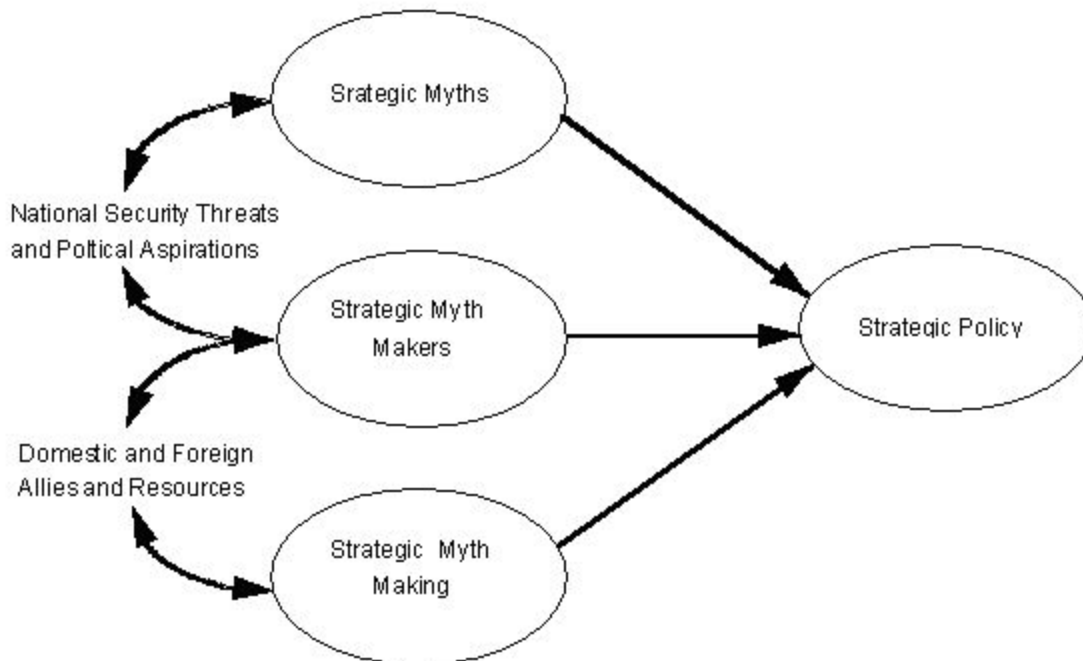 Srategic Myths
National Security Threats
and Poltical Aspirations
Strategic Myth
Makers
Strategic Policy
Domestic and Foreign
Allies and Resources
Strategic Myth
Making